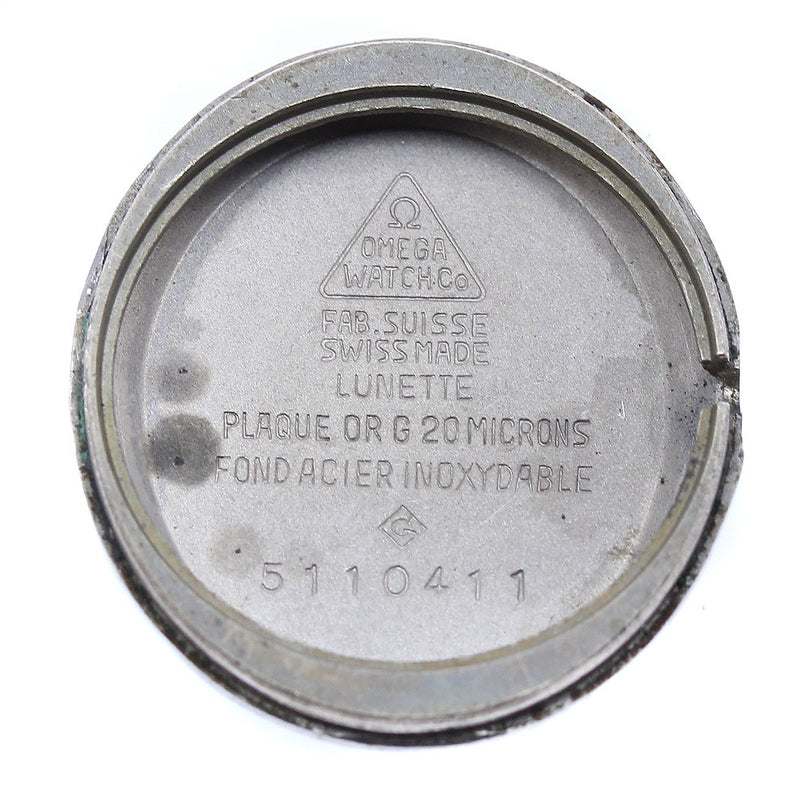 Ω
OMEGA
WATCH·Co
FAB. SUISSE
SWISS MADE
LUNETTE
PLAQUE OR G 20 MICRONS
FOND ACIER INOXYDABLE
G
5110411